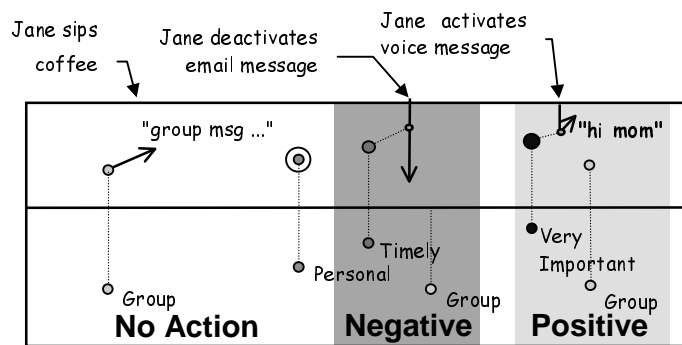 Jane sips
coffee
Jane deactivates
email message
Jane activates
voice message
"group msg ..."
"hi mom"
Timely
Very
Important
Personal
Group
Group
Group
No Action
Negative
Positive